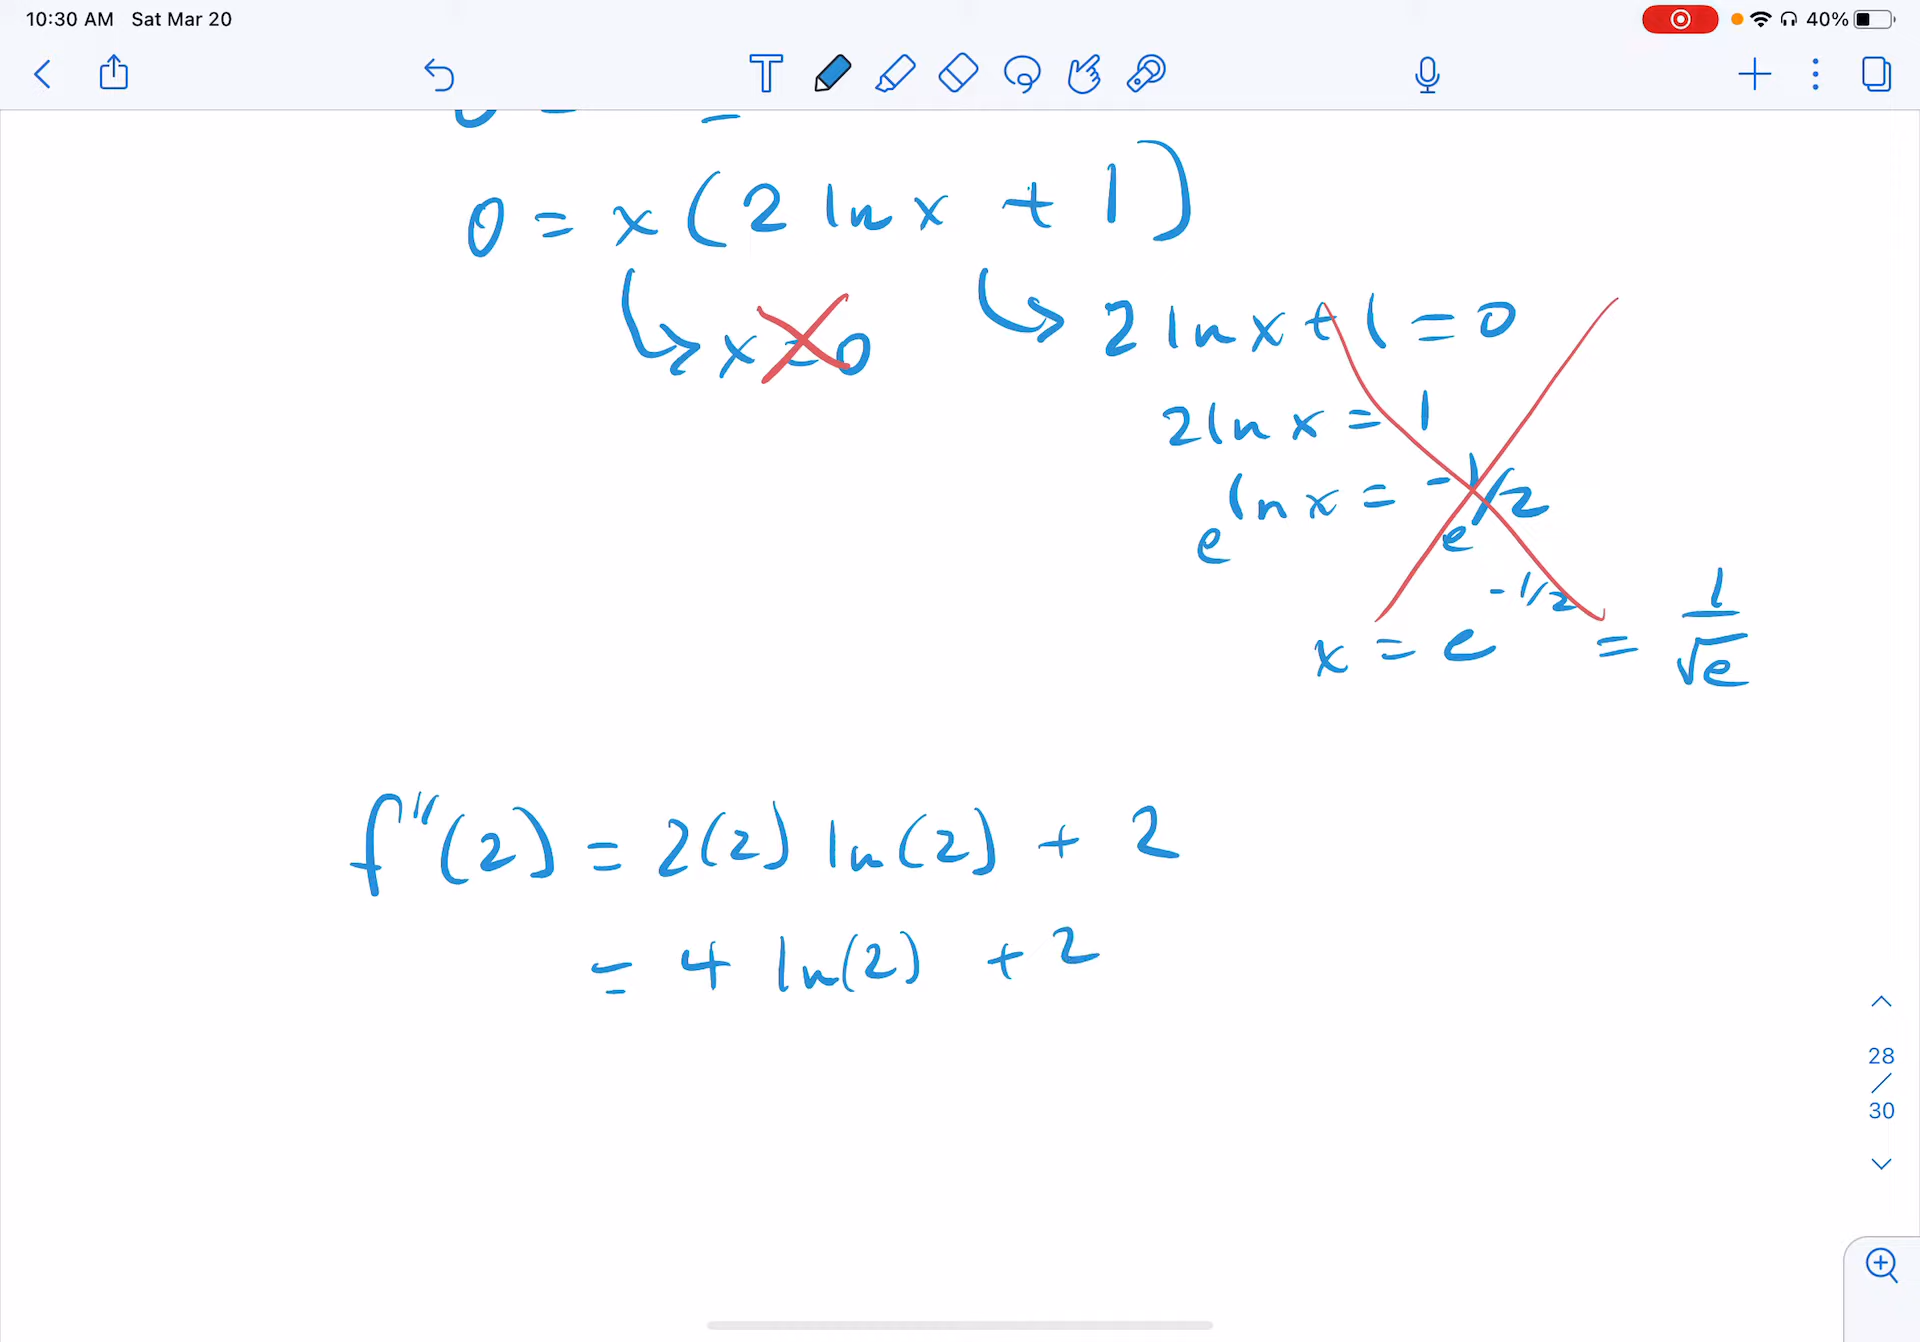 10:30 AM Sat Mar 20 40%
T
0 = x(2 ln x + 1)
x = 0
2 ln x + 1 = 0
2 ln x = 1
e^ln x = e^-1/2
x = e^-1/2 = 1/√e
f"(2) = 2(2) ln(2) + 2
= 4 ln(2) + 2
28
/
30